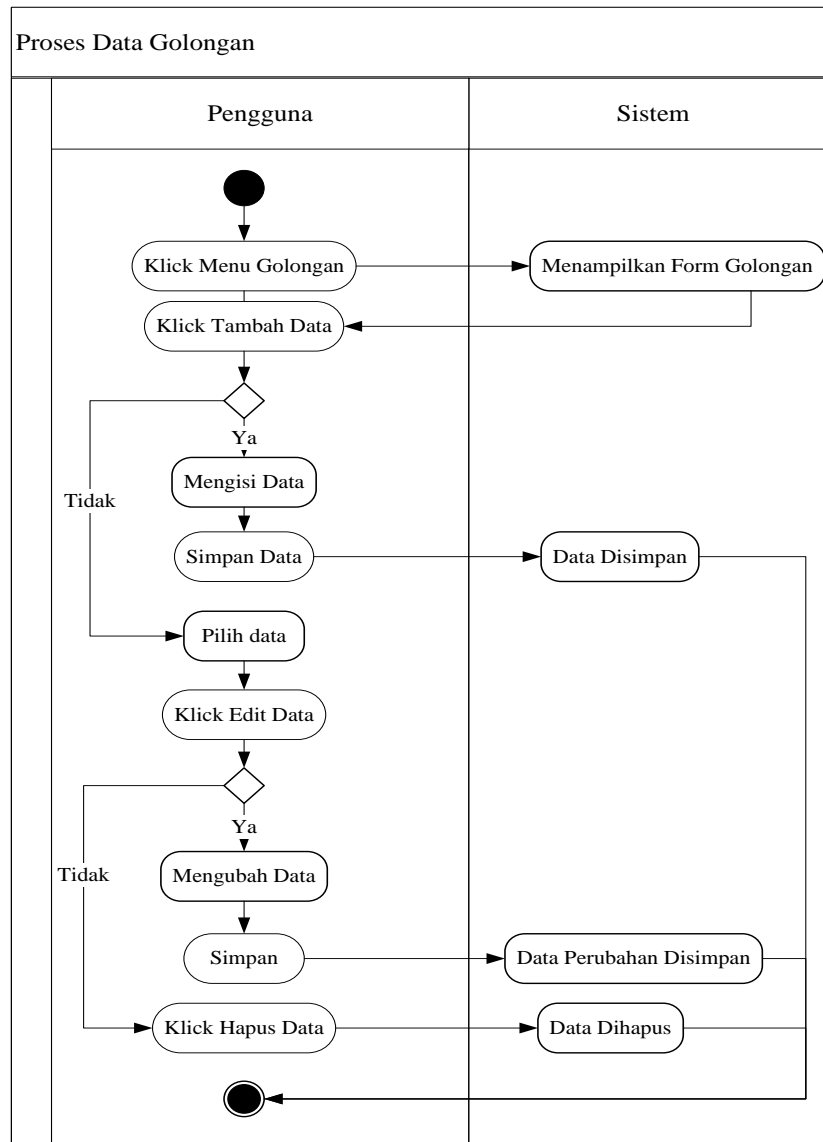 Proses Data Golongan
Pengguna
Sistem
Klick Menu Golongan
Menampilkan Form Golongan
Klick Tambah Data
Ya
Mengisi Data
Tidak
Simpan Data
Data Disimpan
Pilih data
Klick Edit Data
Ya
Mengubah Data
Tidak
Simpan
Data Perubahan Disimpan
Klick Hapus Data
Data Dihapus